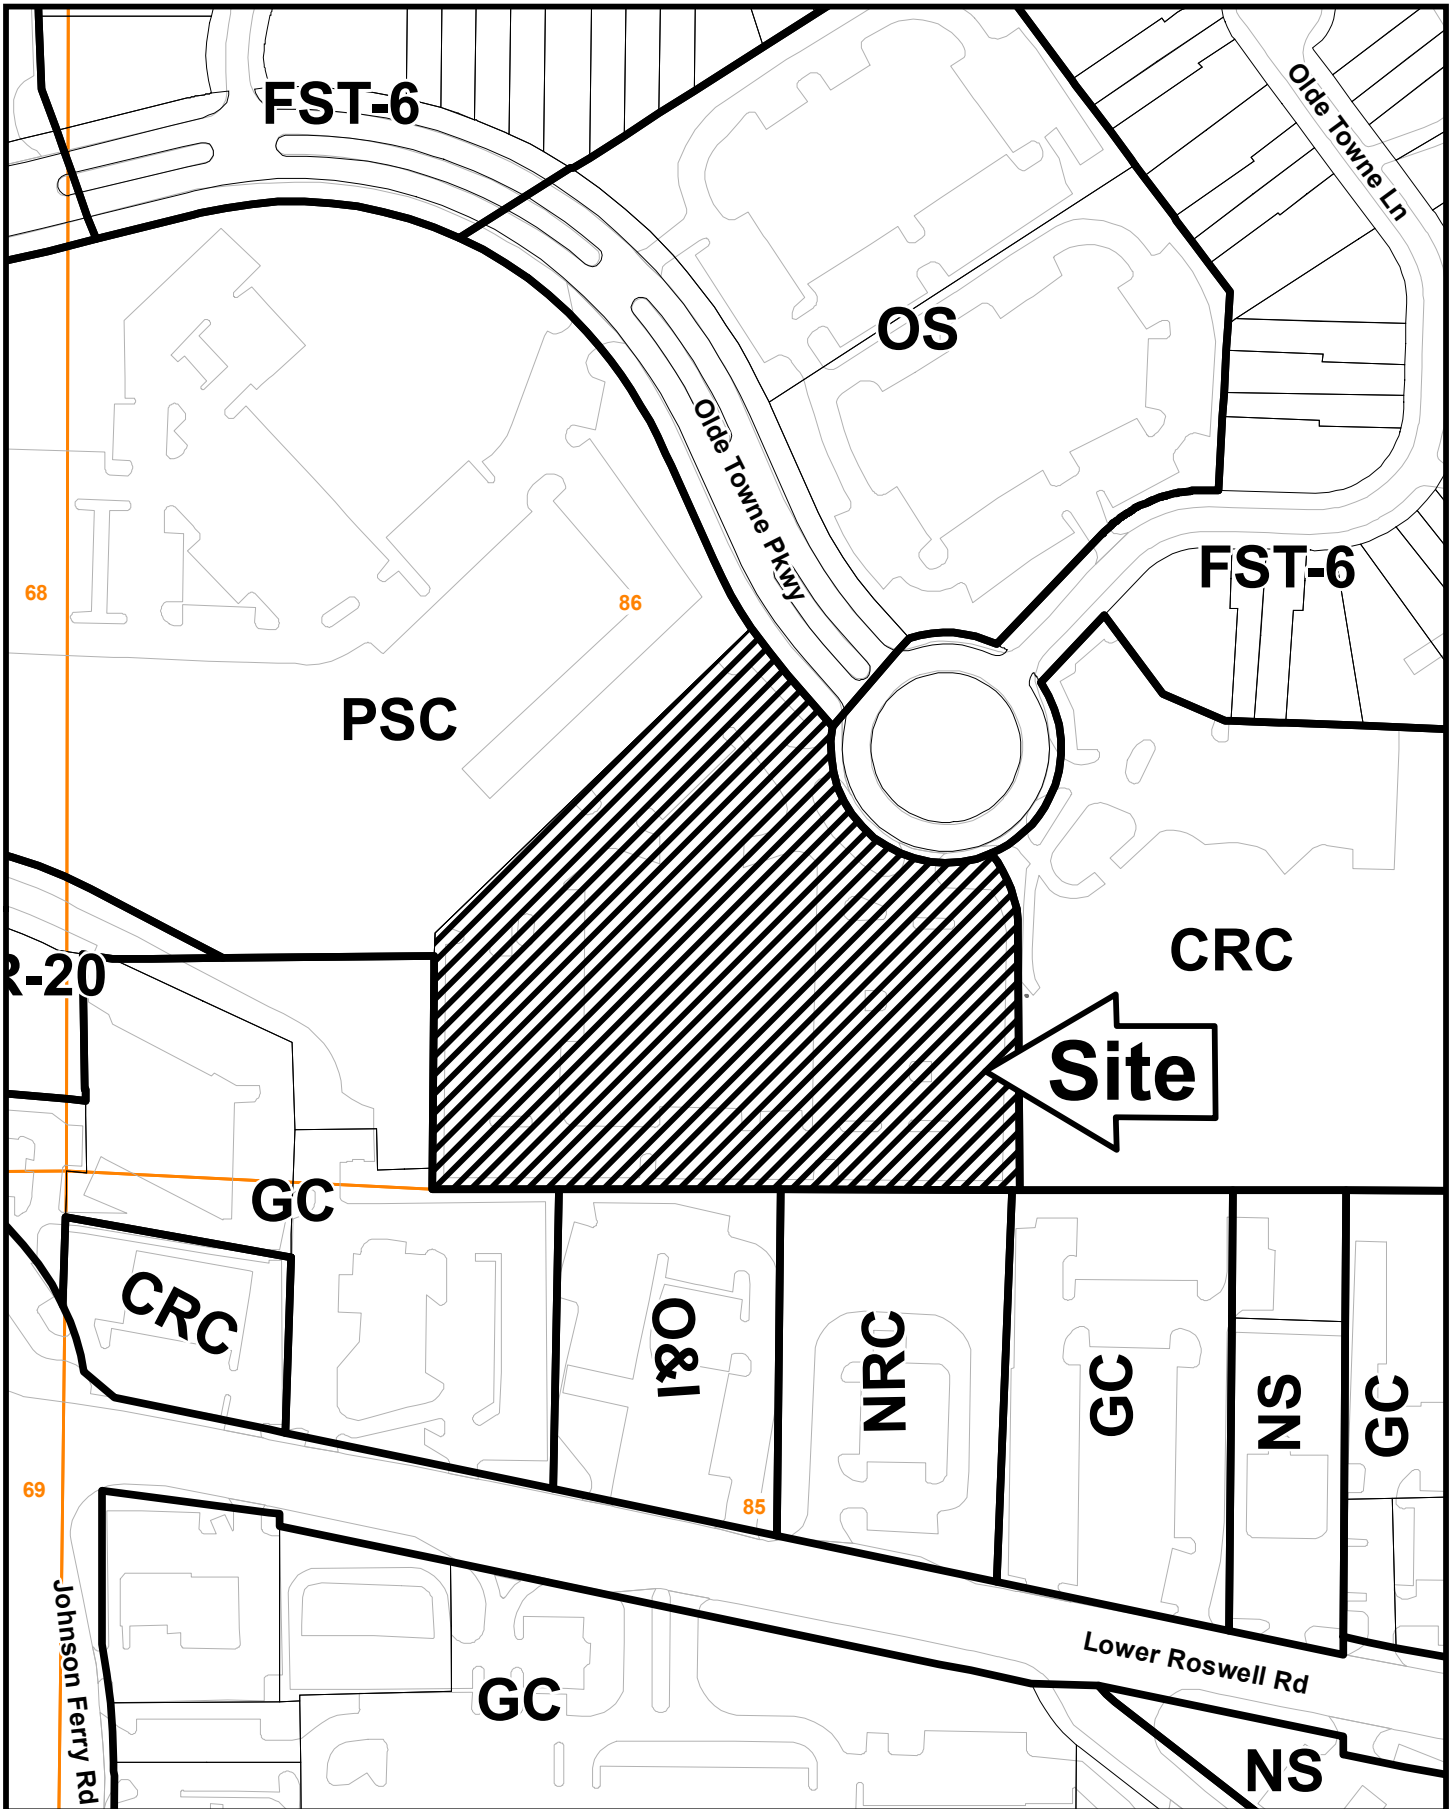 FST-6
Olde Towne Ln
OS
Olde Towne Pkwy
FST-6
68
86
PSC
CRC
R-20
Site
GC
CRC
O&I
NRC
GC
NS
GC
69
85
Johnson Ferry Rd
Lower Roswell Rd
GC
NS